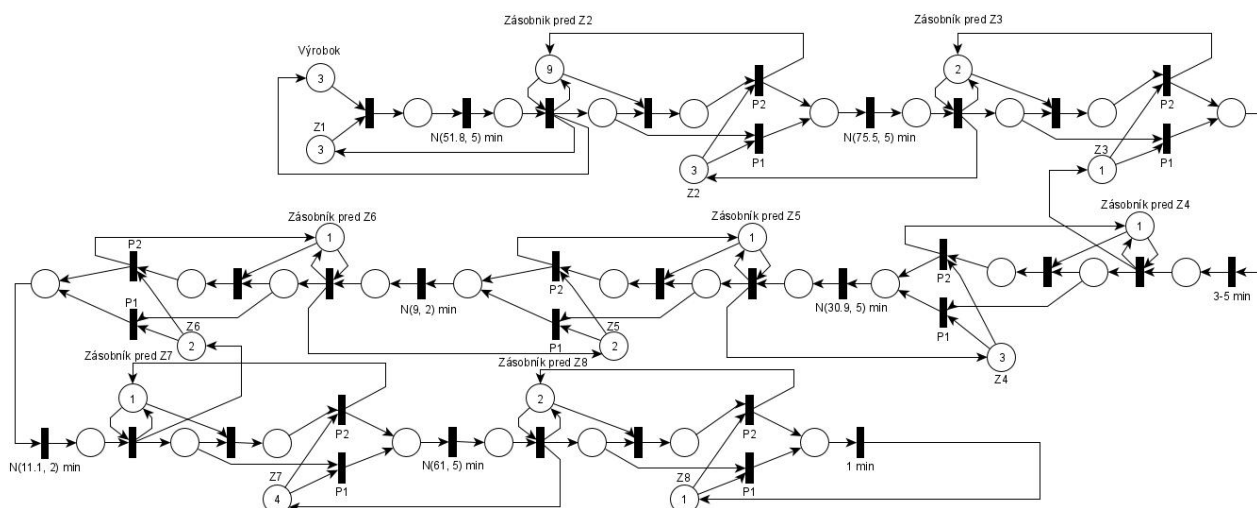 Zásobnik pred Z2
Zásobník pred Z3
Výrobok
3
9
2
P2
P2
Z1
3
N(51.8, 5) min
N(75.5, 5) min
P1
P1
Z3
1
3
Z2
Zásobník pred Z6
Zásobník pred Z5
Zásobník pred Z4
1
1
1
P2
P2
P2
N(9, 2) min
N(30.9, 5) min
3-5 min
P1
P1
P1
Z6
2
Z5
2
3
Z4
Zásobník pred Z7
Zásobník pred Z8
1
2
P2
P2
N(11.1, 2) min
N(61, 5) min
1 min
Z7
4
P1
Z8
1
P1